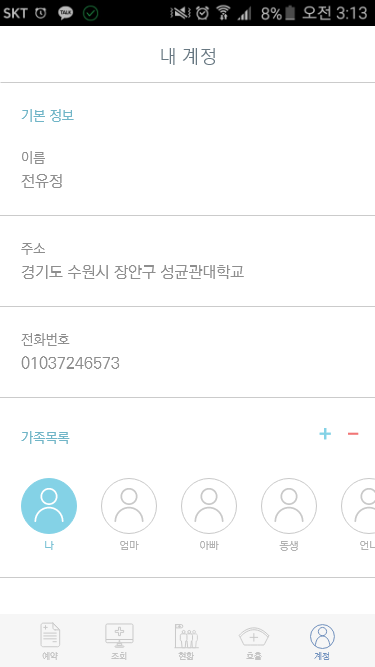 SKT TALK 8% 오전 3:13
내 계정
기본 정보
이름
전유정
주소
경기도 수원시 장안구 성균관대학교
전화번호
01037246573
가족목록 + −
나 엄마 아빠 동생 언니
예약 조회 현황 호출 계정